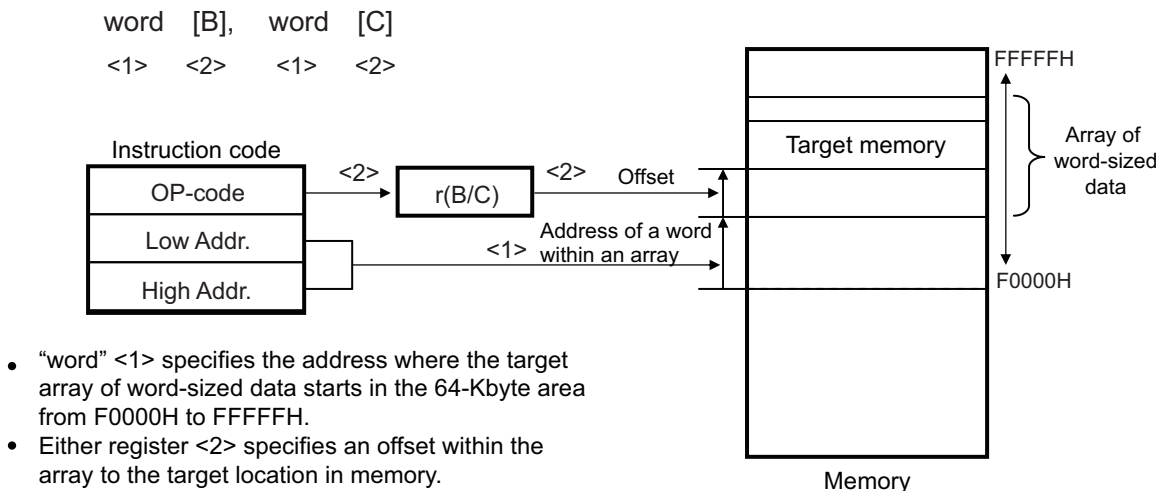 word [B], word [C]
<1> <2> <1> <2>
Instruction code
OP-code
Low Addr.
High Addr.
<2>
r(B/C)
<2>
Offset
<1>
Address of a word
within an array
Target memory
FFFFFH
Array of
word-sized
data
F0000H
Memory
• “word” <1> specifies the address where the target
array of word-sized data starts in the 64-Kbyte area
from F0000H to FFFFFH.
• Either register <2> specifies an offset within the
array to the target location in memory.